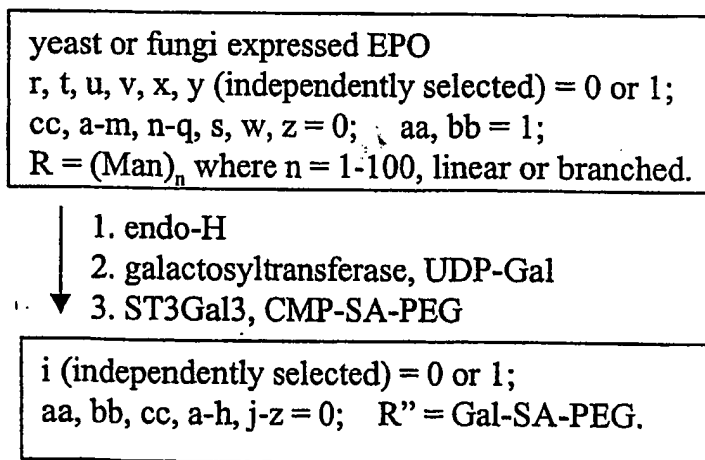 yeast or fungi expressed EPO
r, t, u, v, x, y (independently selected) = 0 or 1;
cc, a-m, n-q, s, w, z = 0; aa, bb = 1;
R = (Man)n where n = 1-100, linear or branched.
1. endo-H
2. galactosyltransferase, UDP-Gal
3. ST3Gal3, CMP-SA-PEG
i (independently selected) = 0 or 1;
aa, bb, cc, a-h, j-z = 0; R” = Gal-SA-PEG.